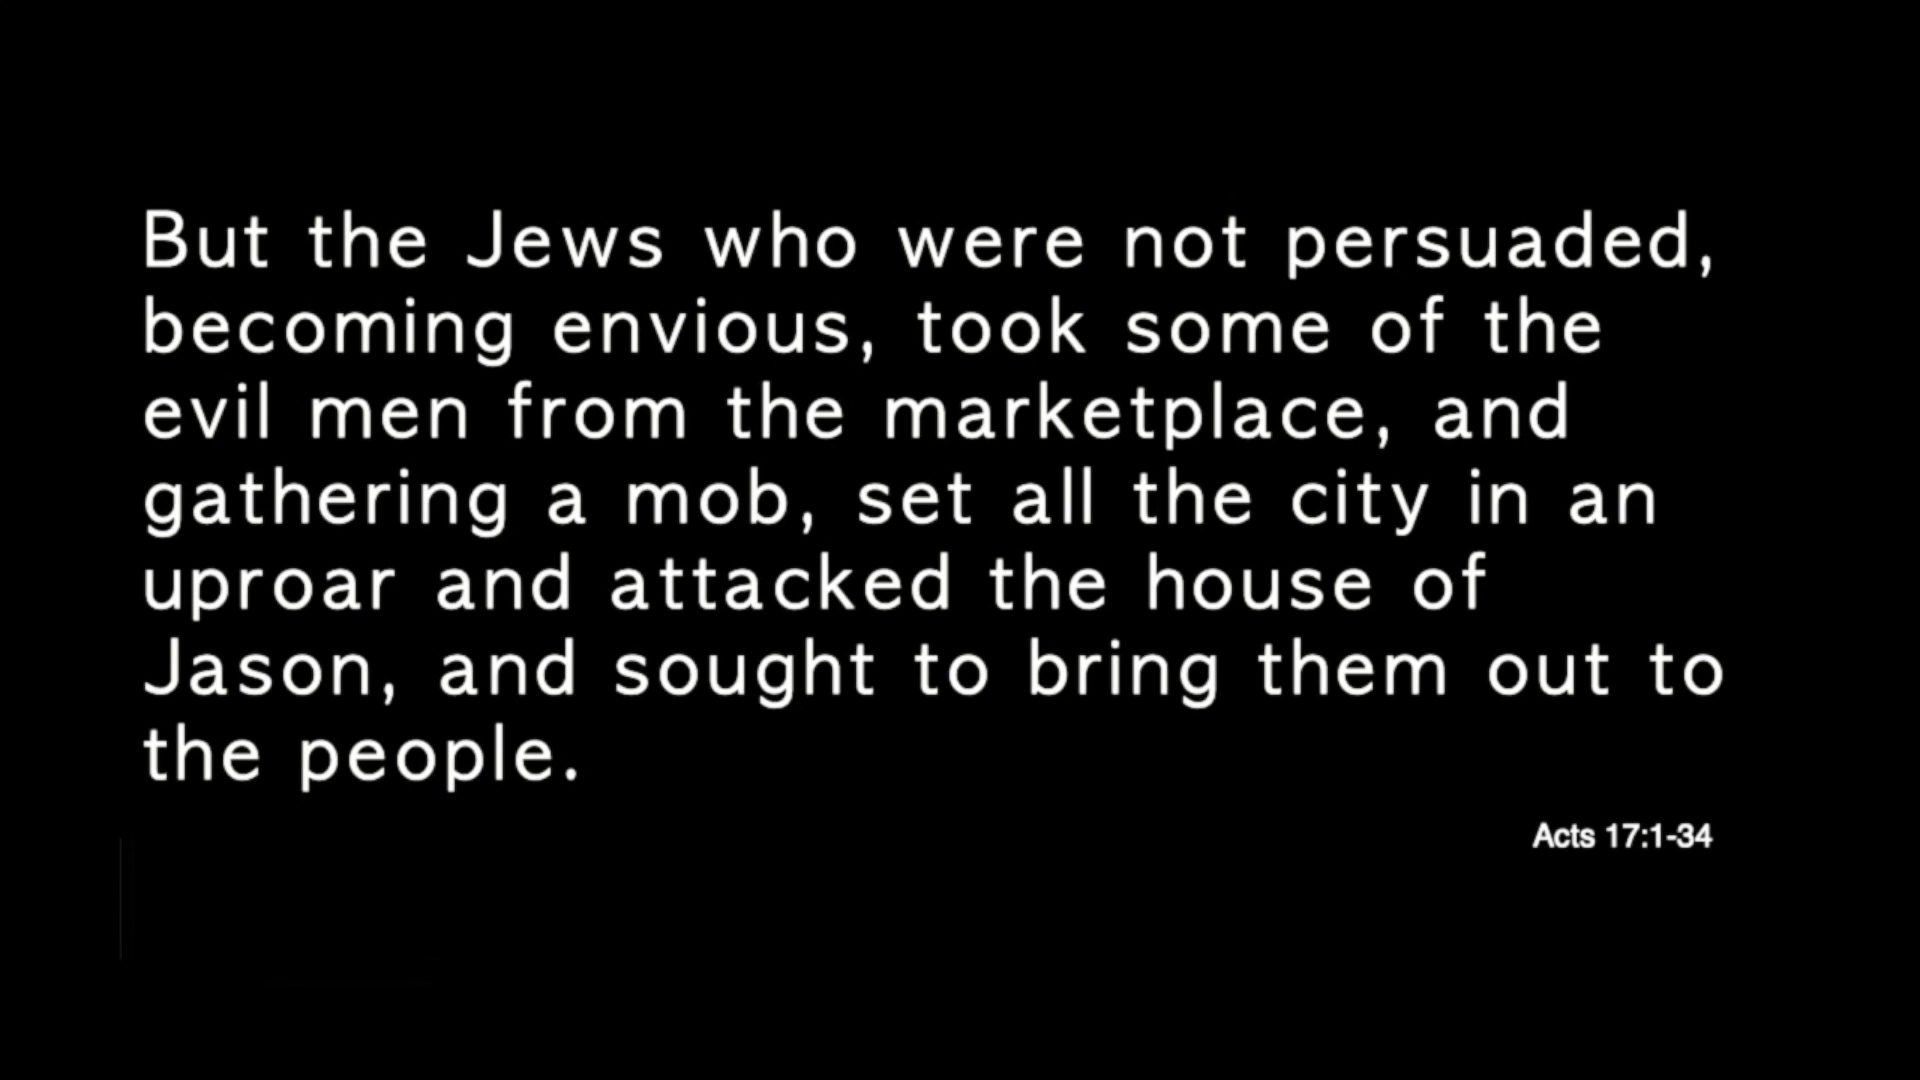 But the Jews who were not persuaded,
becoming envious, took some of the
evil men from the marketplace, and
gathering a mob, set all the city in an
uproar and attacked the house of
Jason, and sought to bring them out to
the people.
Acts 17:1-34